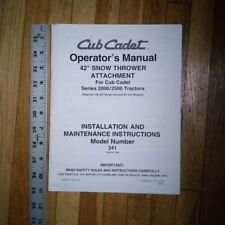 Cub Cadet
Operator's Manual
42" SNOW THROWER
ATTACHMENT
For Cub Cadet
Series 2000/2500 Tractors
INSTALLATION AND
MAINTENANCE INSTRUCTIONS
Model Number
341
IMPORTANT:
READ SAFETY RULES AND INSTRUCTIONS CAREFULLY